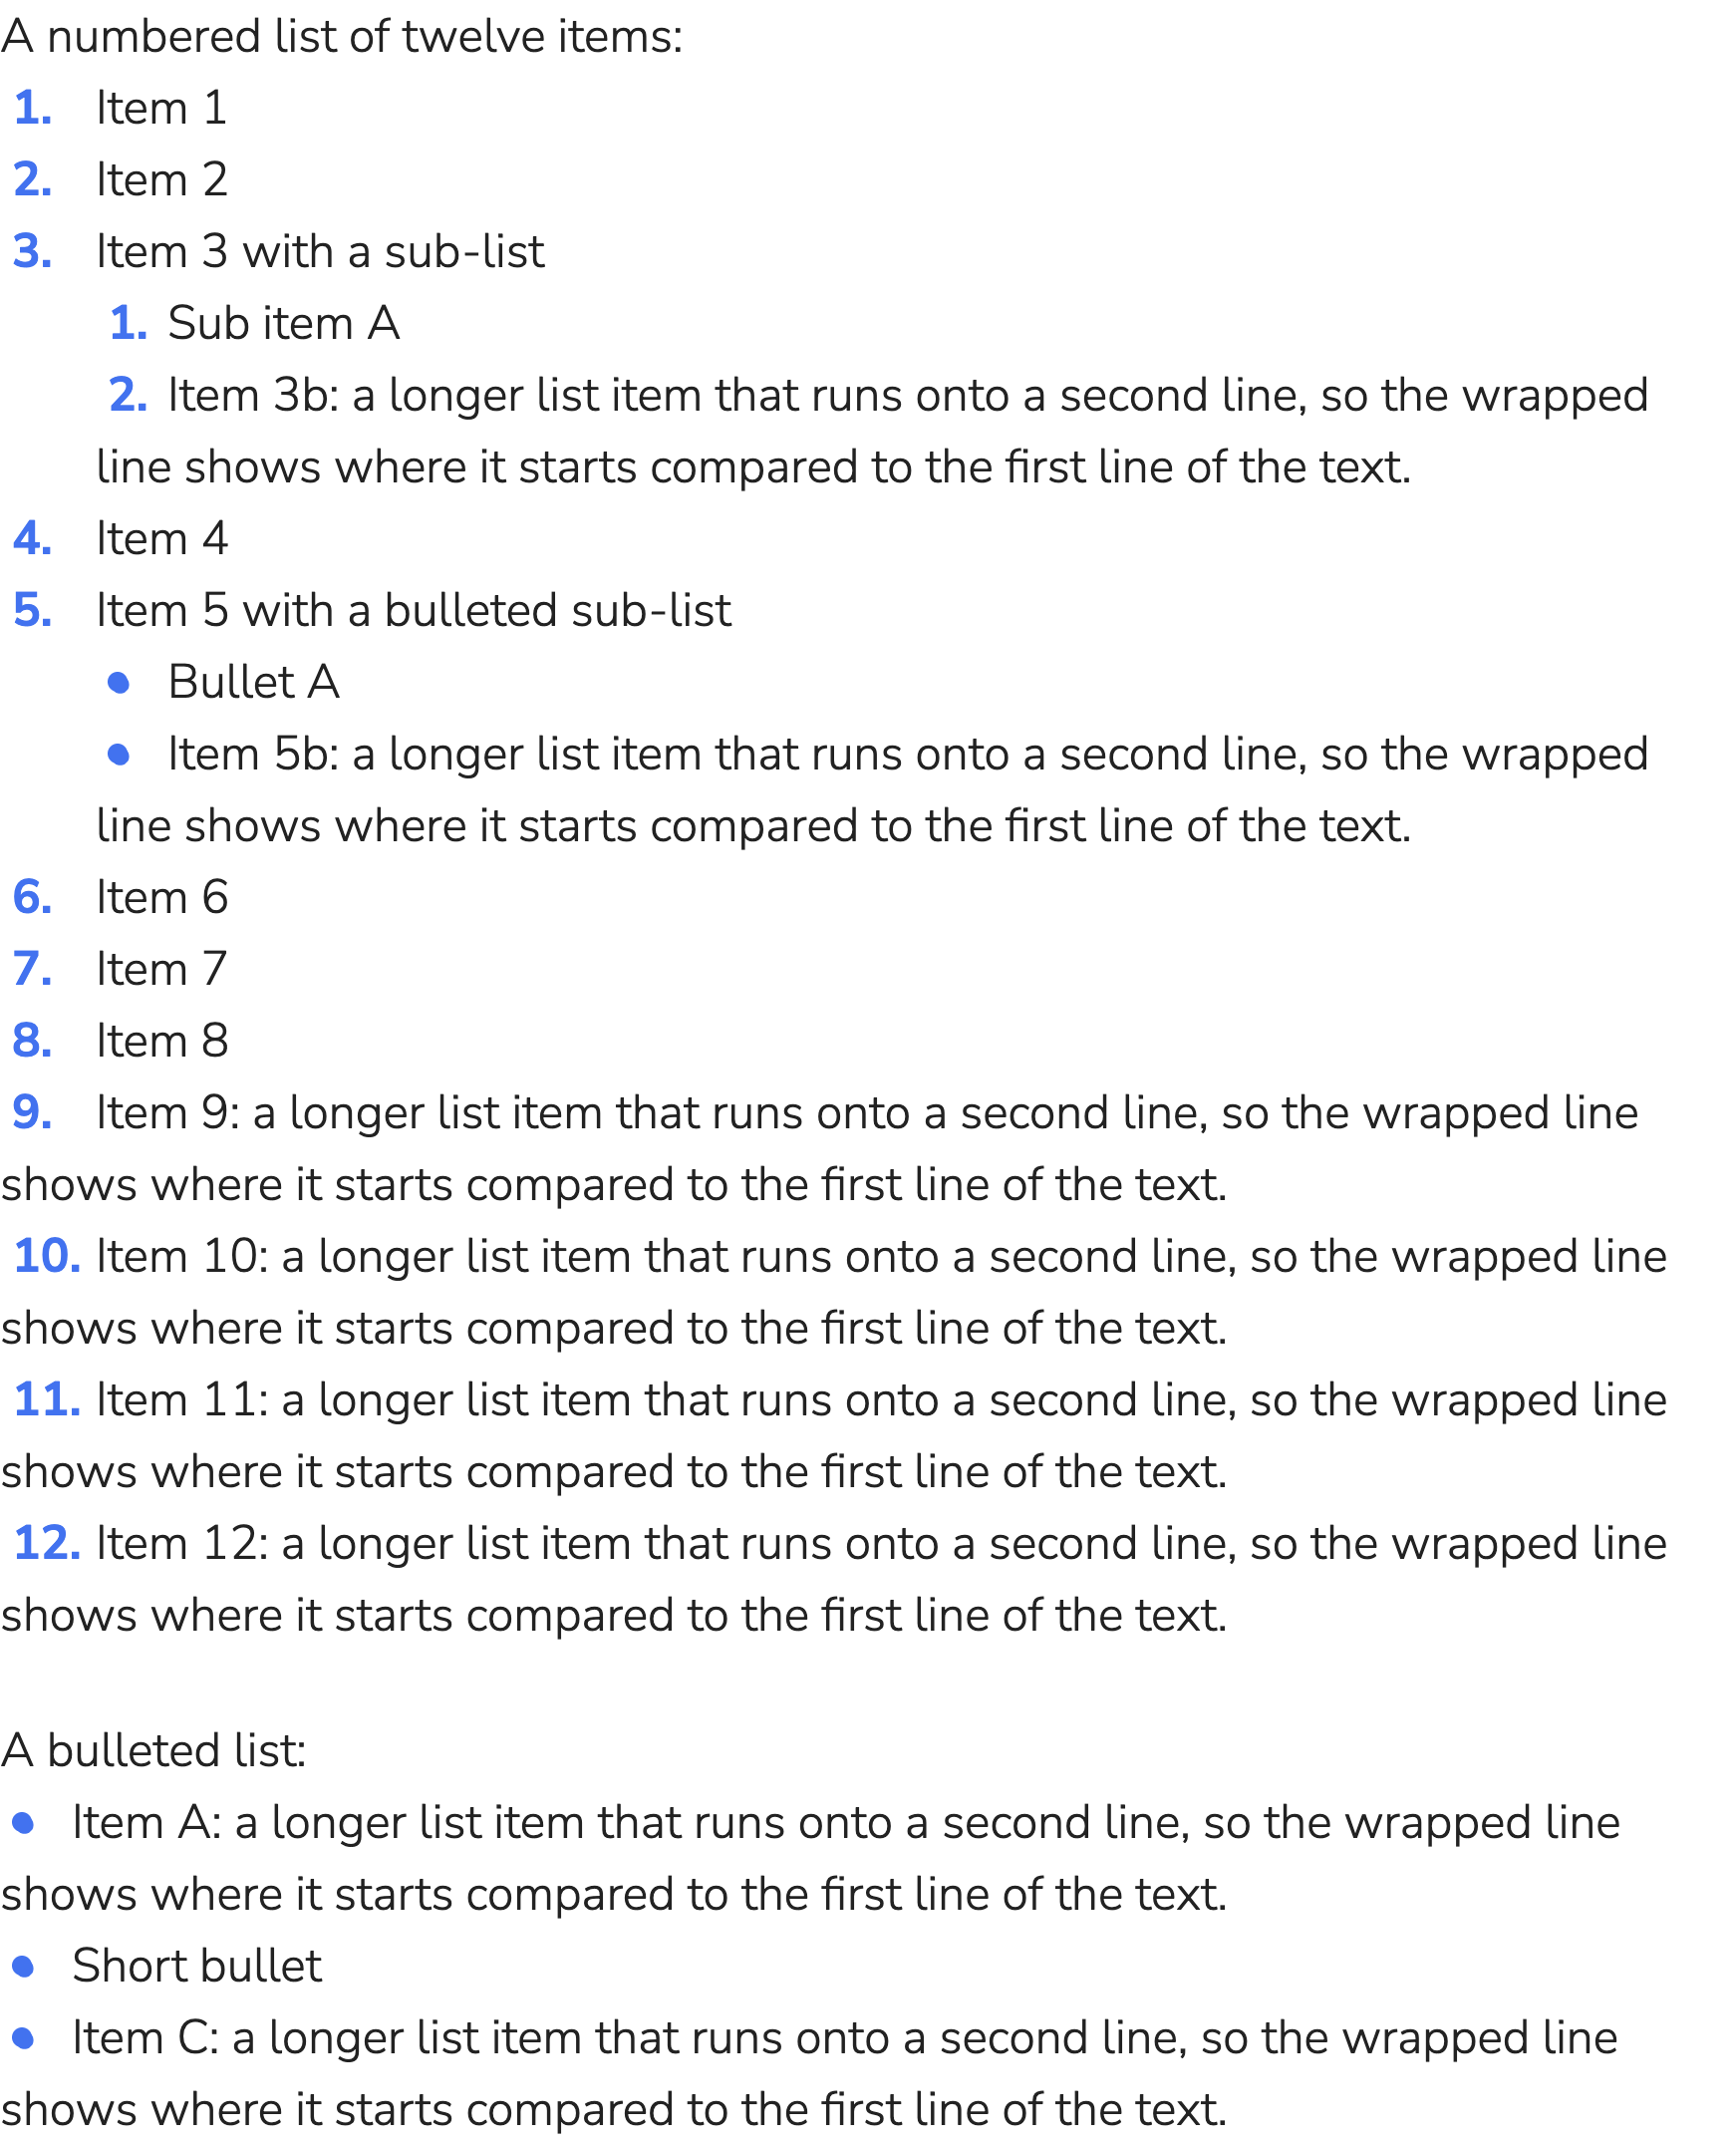 A numbered list of twelve items:
1. Item 1
2. Item 2
3. Item 3 with a sub-list
1. Sub item A
2. Item 3b: a longer list item that runs onto a second line, so the wrapped
line shows where it starts compared to the first line of the text.
4. Item 4
5. Item 5 with a bulleted sub-list
• Bullet A
• Item 5b: a longer list item that runs onto a second line, so the wrapped
line shows where it starts compared to the first line of the text.
6. Item 6
7. Item 7
8. Item 8
9. Item 9: a longer list item that runs onto a second line, so the wrapped line
shows where it starts compared to the first line of the text.
10. Item 10: a longer list item that runs onto a second line, so the wrapped line
shows where it starts compared to the first line of the text.
11. Item 11: a longer list item that runs onto a second line, so the wrapped line
shows where it starts compared to the first line of the text.
12. Item 12: a longer list item that runs onto a second line, so the wrapped line
shows where it starts compared to the first line of the text.
A bulleted list:
• Item A: a longer list item that runs onto a second line, so the wrapped line
shows where it starts compared to the first line of the text.
• Short bullet
• Item C: a longer list item that runs onto a second line, so the wrapped line
shows where it starts compared to the first line of the text.